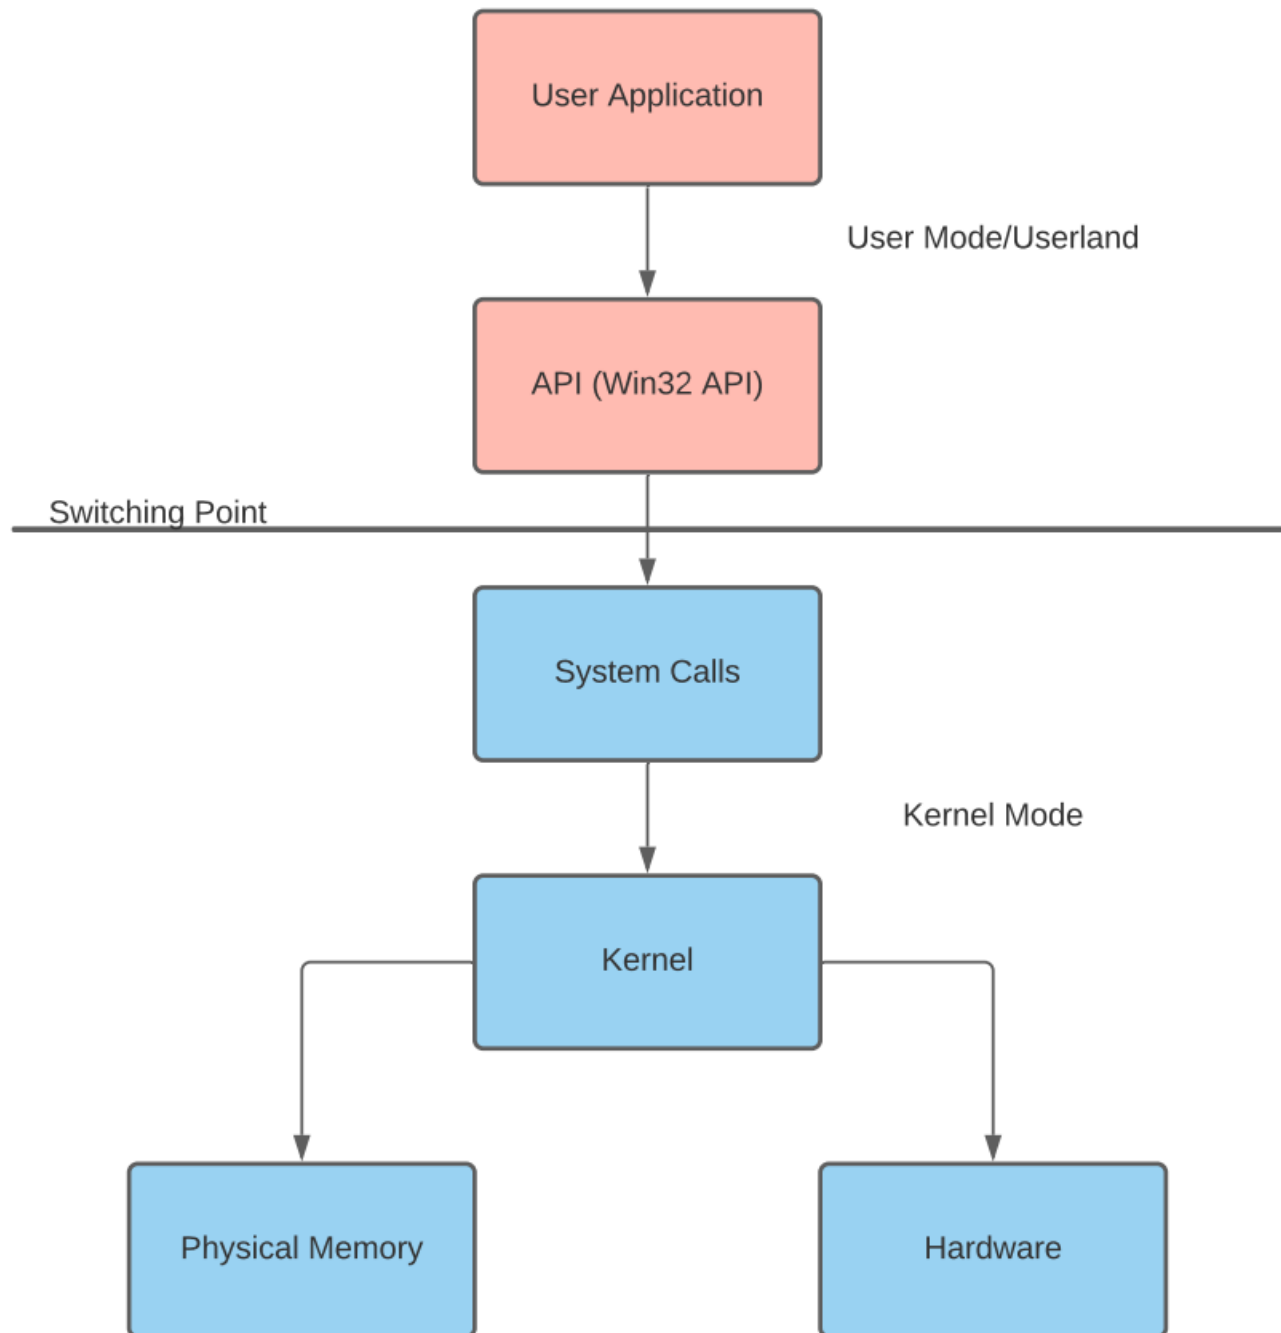 User Application
User Mode/Userland
API (Win32 API)
Switching Point
System Calls
Kernel Mode
Kernel
Physical Memory
Hardware